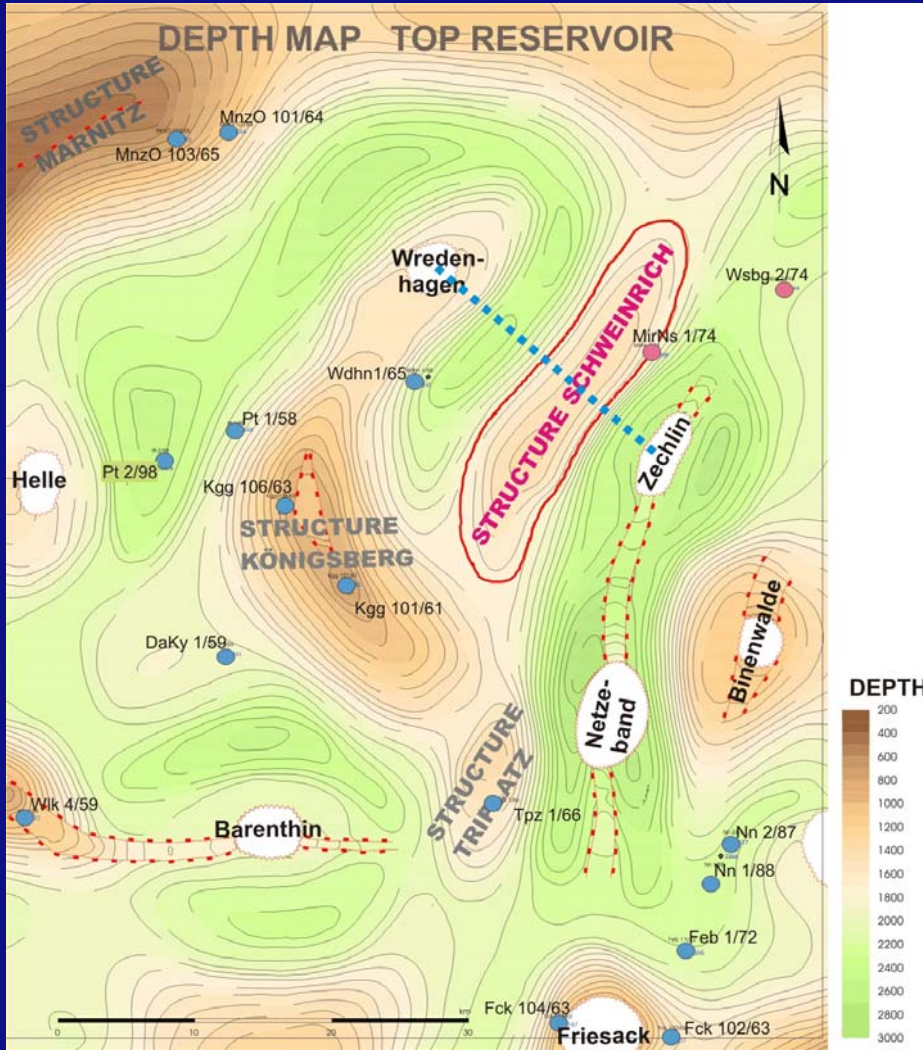 DEPTH MAP TOP RESERVOIR
STRUCTURE
MARNITZ
MnzO 101/64
MnzO 103/65
N
Wreden-
hagen
Wsbg 2/74
STRUCTURE SCHWEINRICH
MirNs 1/74
Wdhn1/65
Pt 1/58
Zechlin
Pt 2/98
Helle
Kgg 106/63
STRUCTURE
KÖNIGSBERG
Kgg 101/61
Binenwalde
DaKy 1/59
Netze-
band
DEPTH
200
400
600
800
1000
1200
1400
1600
1800
2000
2200
2400
2600
2800
3000
STRUCTURE
TRIPLATZ
Wlk 4/59
Barenthin
Tpz 1/66
Nn 2/87
Nn 1/88
Feb 1/72
Fck 104/63
Friesack
Fck 102/63
km
0 10 20 30